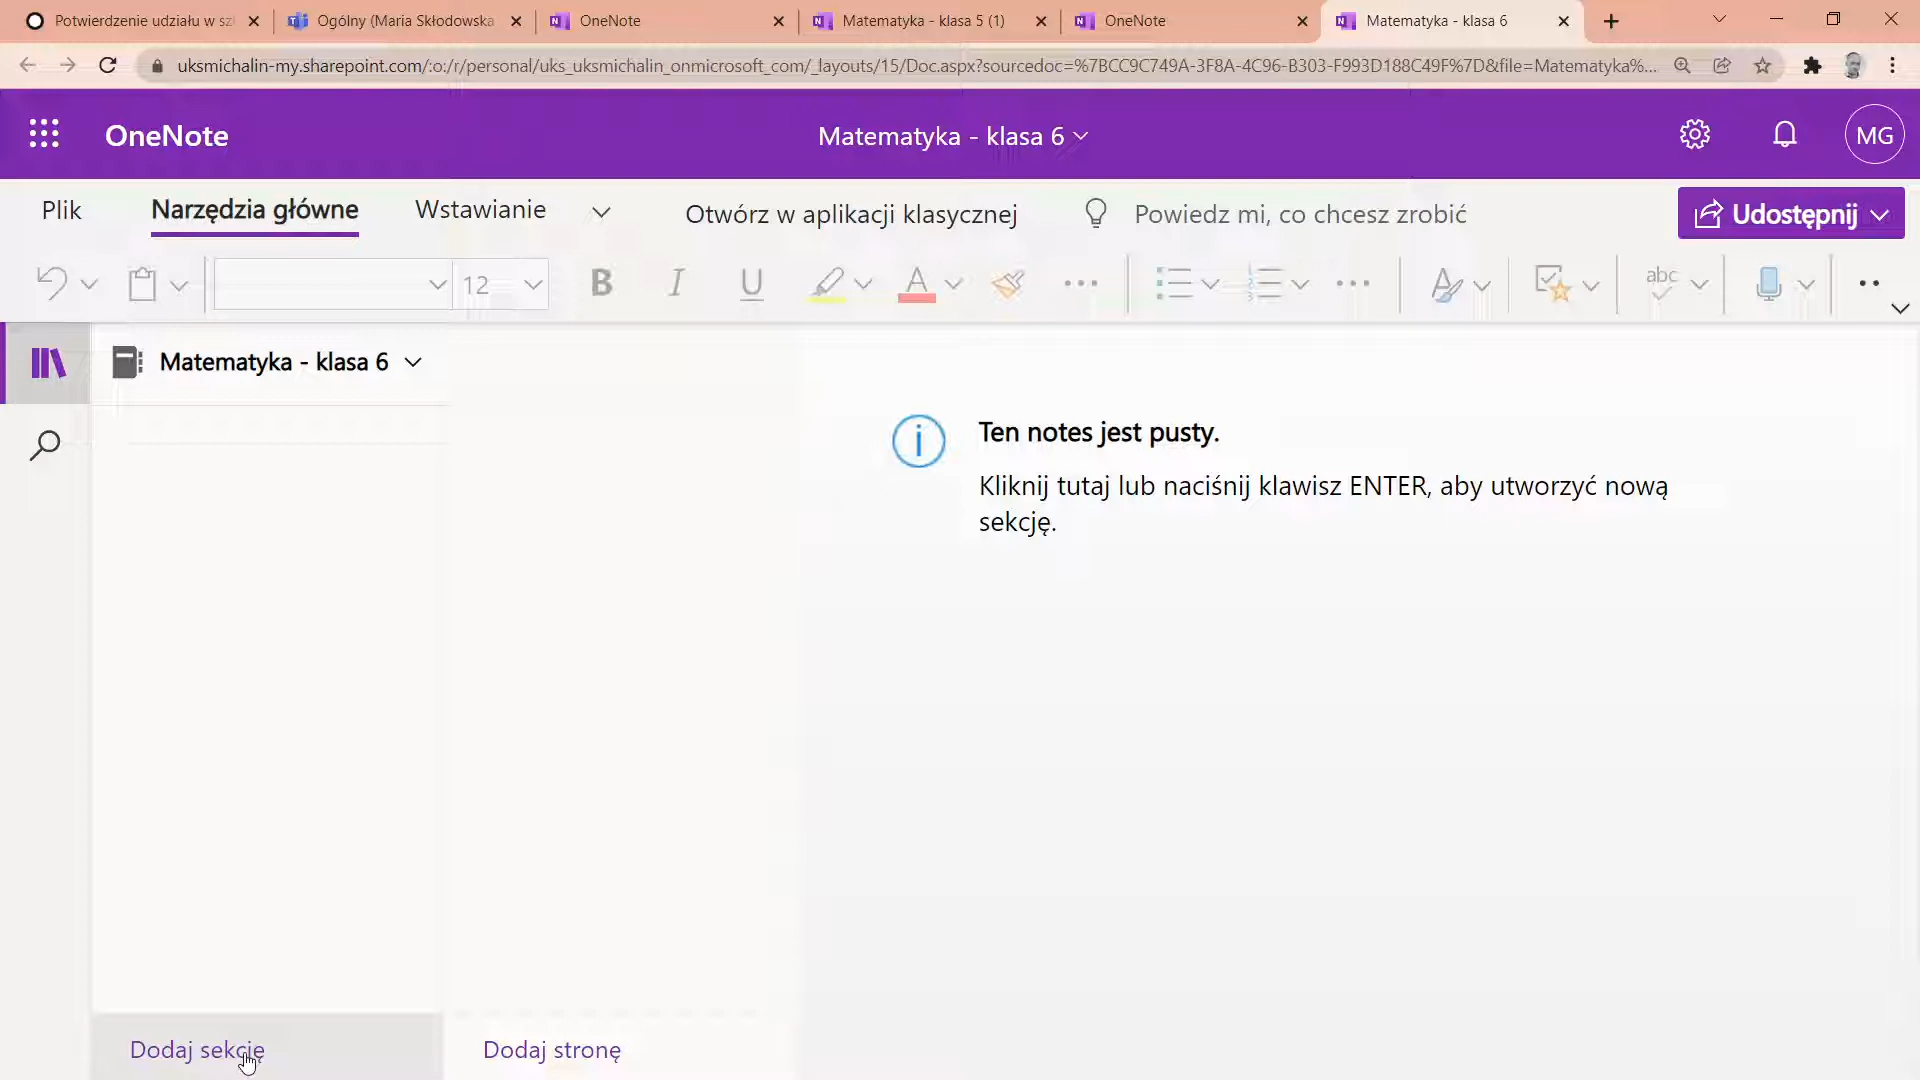 Potwierdzenie udziału w sz
Ogólny (Maria Skłodowska
OneNote
Matematyka - klasa 5 (1)
OneNote
Matematyka - klasa 6
uksmichalin-my.sharepoint.com/:o:/r/personal/uks_uksmichalin_onmicrosoft_com/_layouts/15/Doc.aspx?sourcedoc=%7BCC9C749A-3F8A-4C96-B303-F993D188C49F%7D&file=Matematyka%...
OneNote
Matematyka - klasa 6
MG
Plik
Narzędzia główne
Wstawianie
Otwórz w aplikacji klasycznej
Powiedz mi, co chcesz zrobić
Udostępnij
12
B
I
U
A
abc
Matematyka - klasa 6
Ten notes jest pusty.
Kliknij tutaj lub naciśnij klawisz ENTER, aby utworzyć nową
sekcję.
Dodaj sekcję
Dodaj stronę